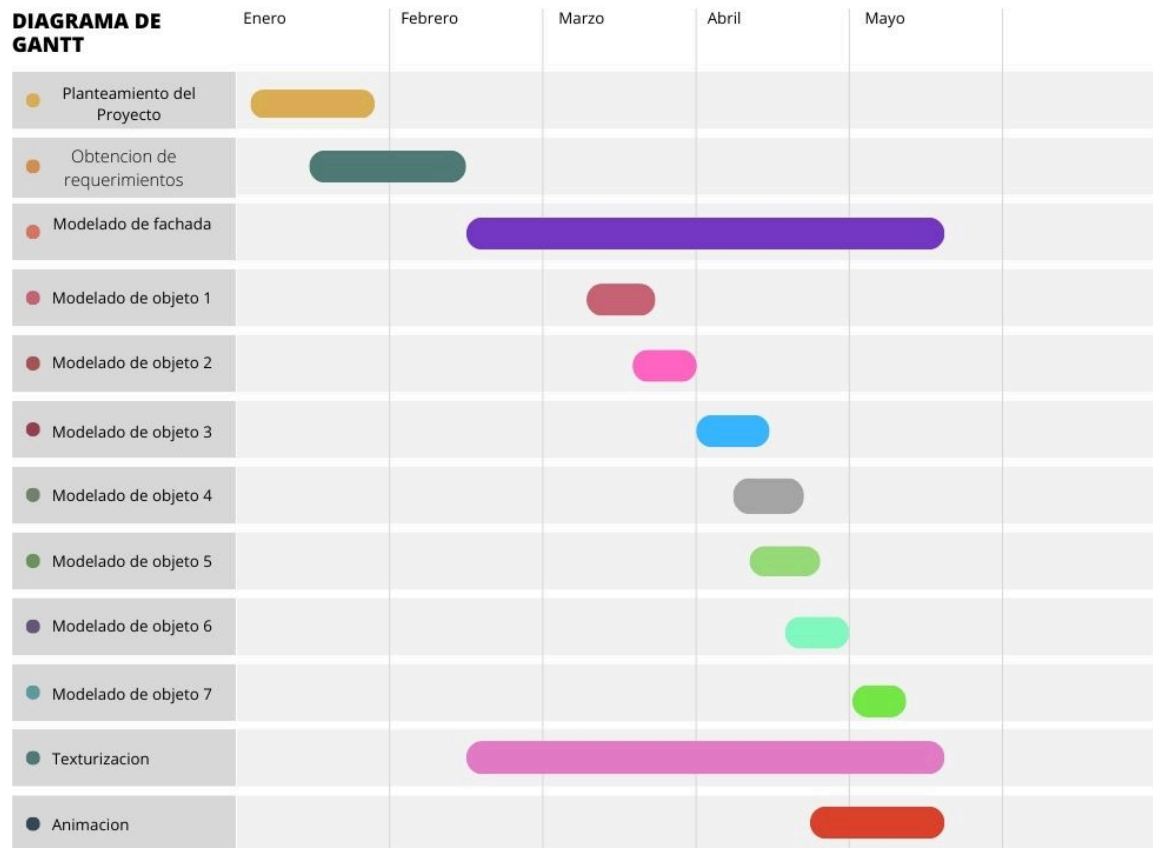 DIAGRAMA DE
GANTT
Enero
Febrero
Marzo
Abril
Mayo
Planteamiento del
Proyecto
Obtencion de
requerimientos
Modelado de fachada
Modelado de objeto 1
Modelado de objeto 2
Modelado de objeto 3
Modelado de objeto 4
Modelado de objeto 5
Modelado de objeto 6
Modelado de objeto 7
Texturizacion
Animacion